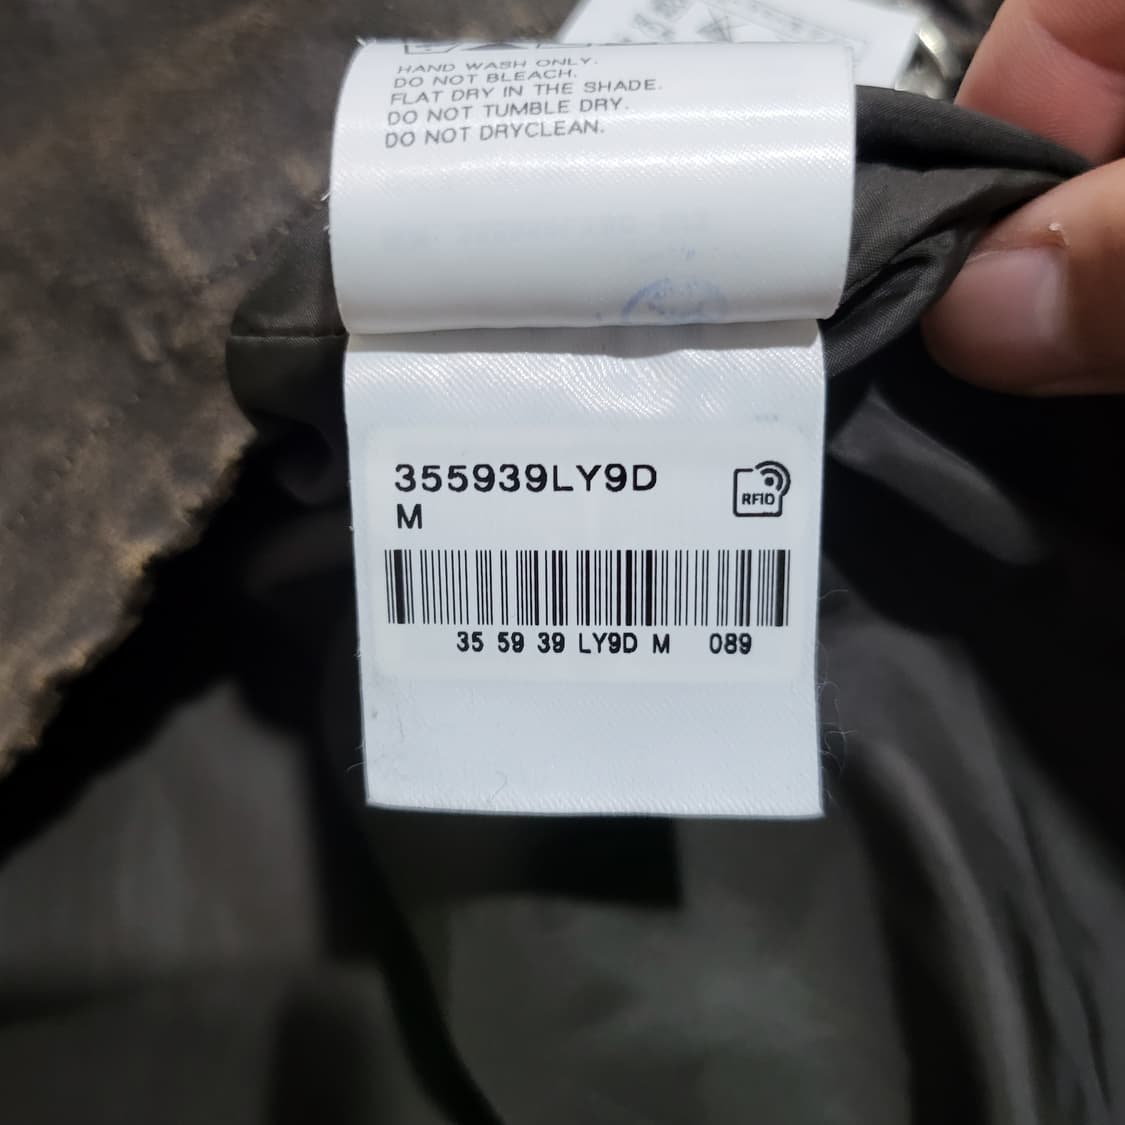 HAND WASH ONLY.
DO NOT BLEACH.
FLAT DRY IN THE SHADE.
DO NOT TUMBLE DRY.
DO NOT DRYCLEAN.
355939LY9D
M
RFID
35 59 39 LY9D M 089